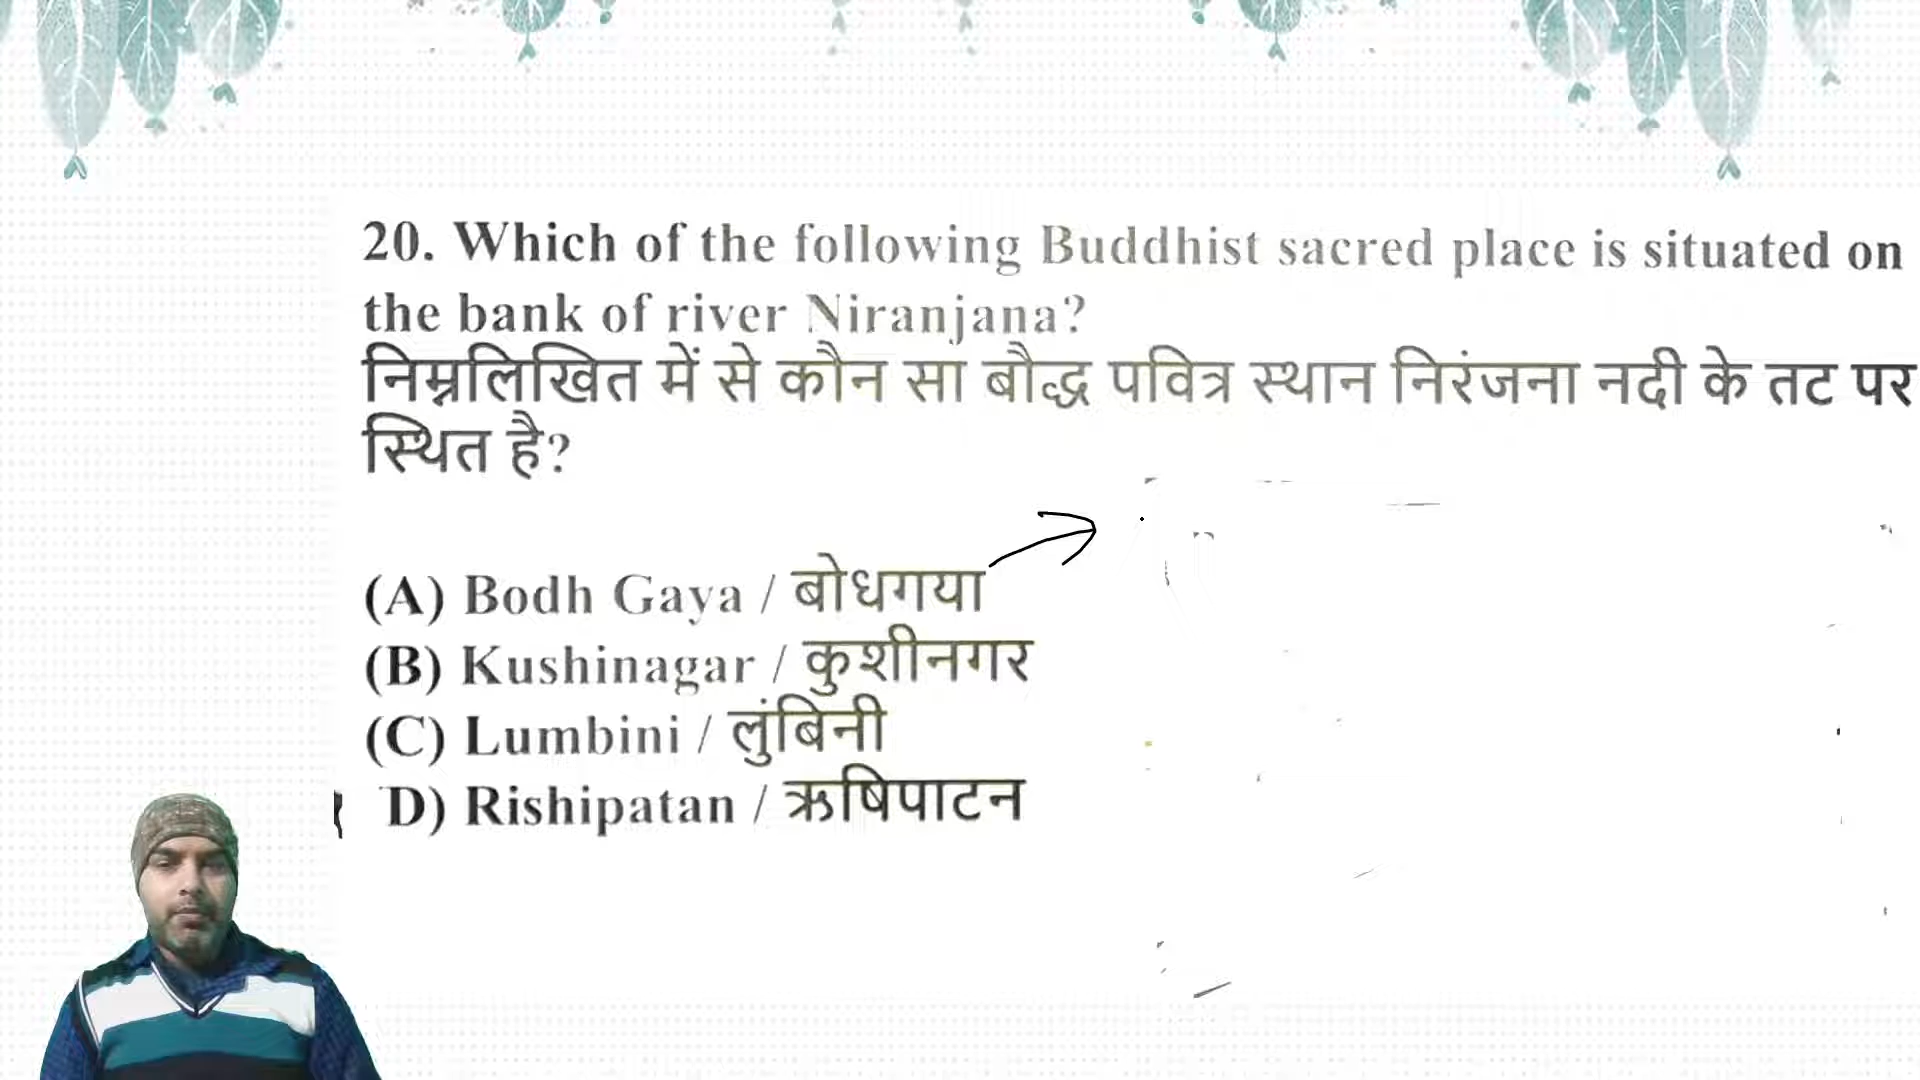 20. Which of the following Buddhist sacred place is situated on
the bank of river Niranjana?
निम्नलिखित में से कौन सा बौद्ध पवित्र स्थान निरंजना नदी के तट पर
स्थित है?
(A) Bodh Gaya / बोधगया
(B) Kushinagar / कुशीनगर
(C) Lumbini / लुंबिनी
D) Rishipatan / ऋषिपाटन